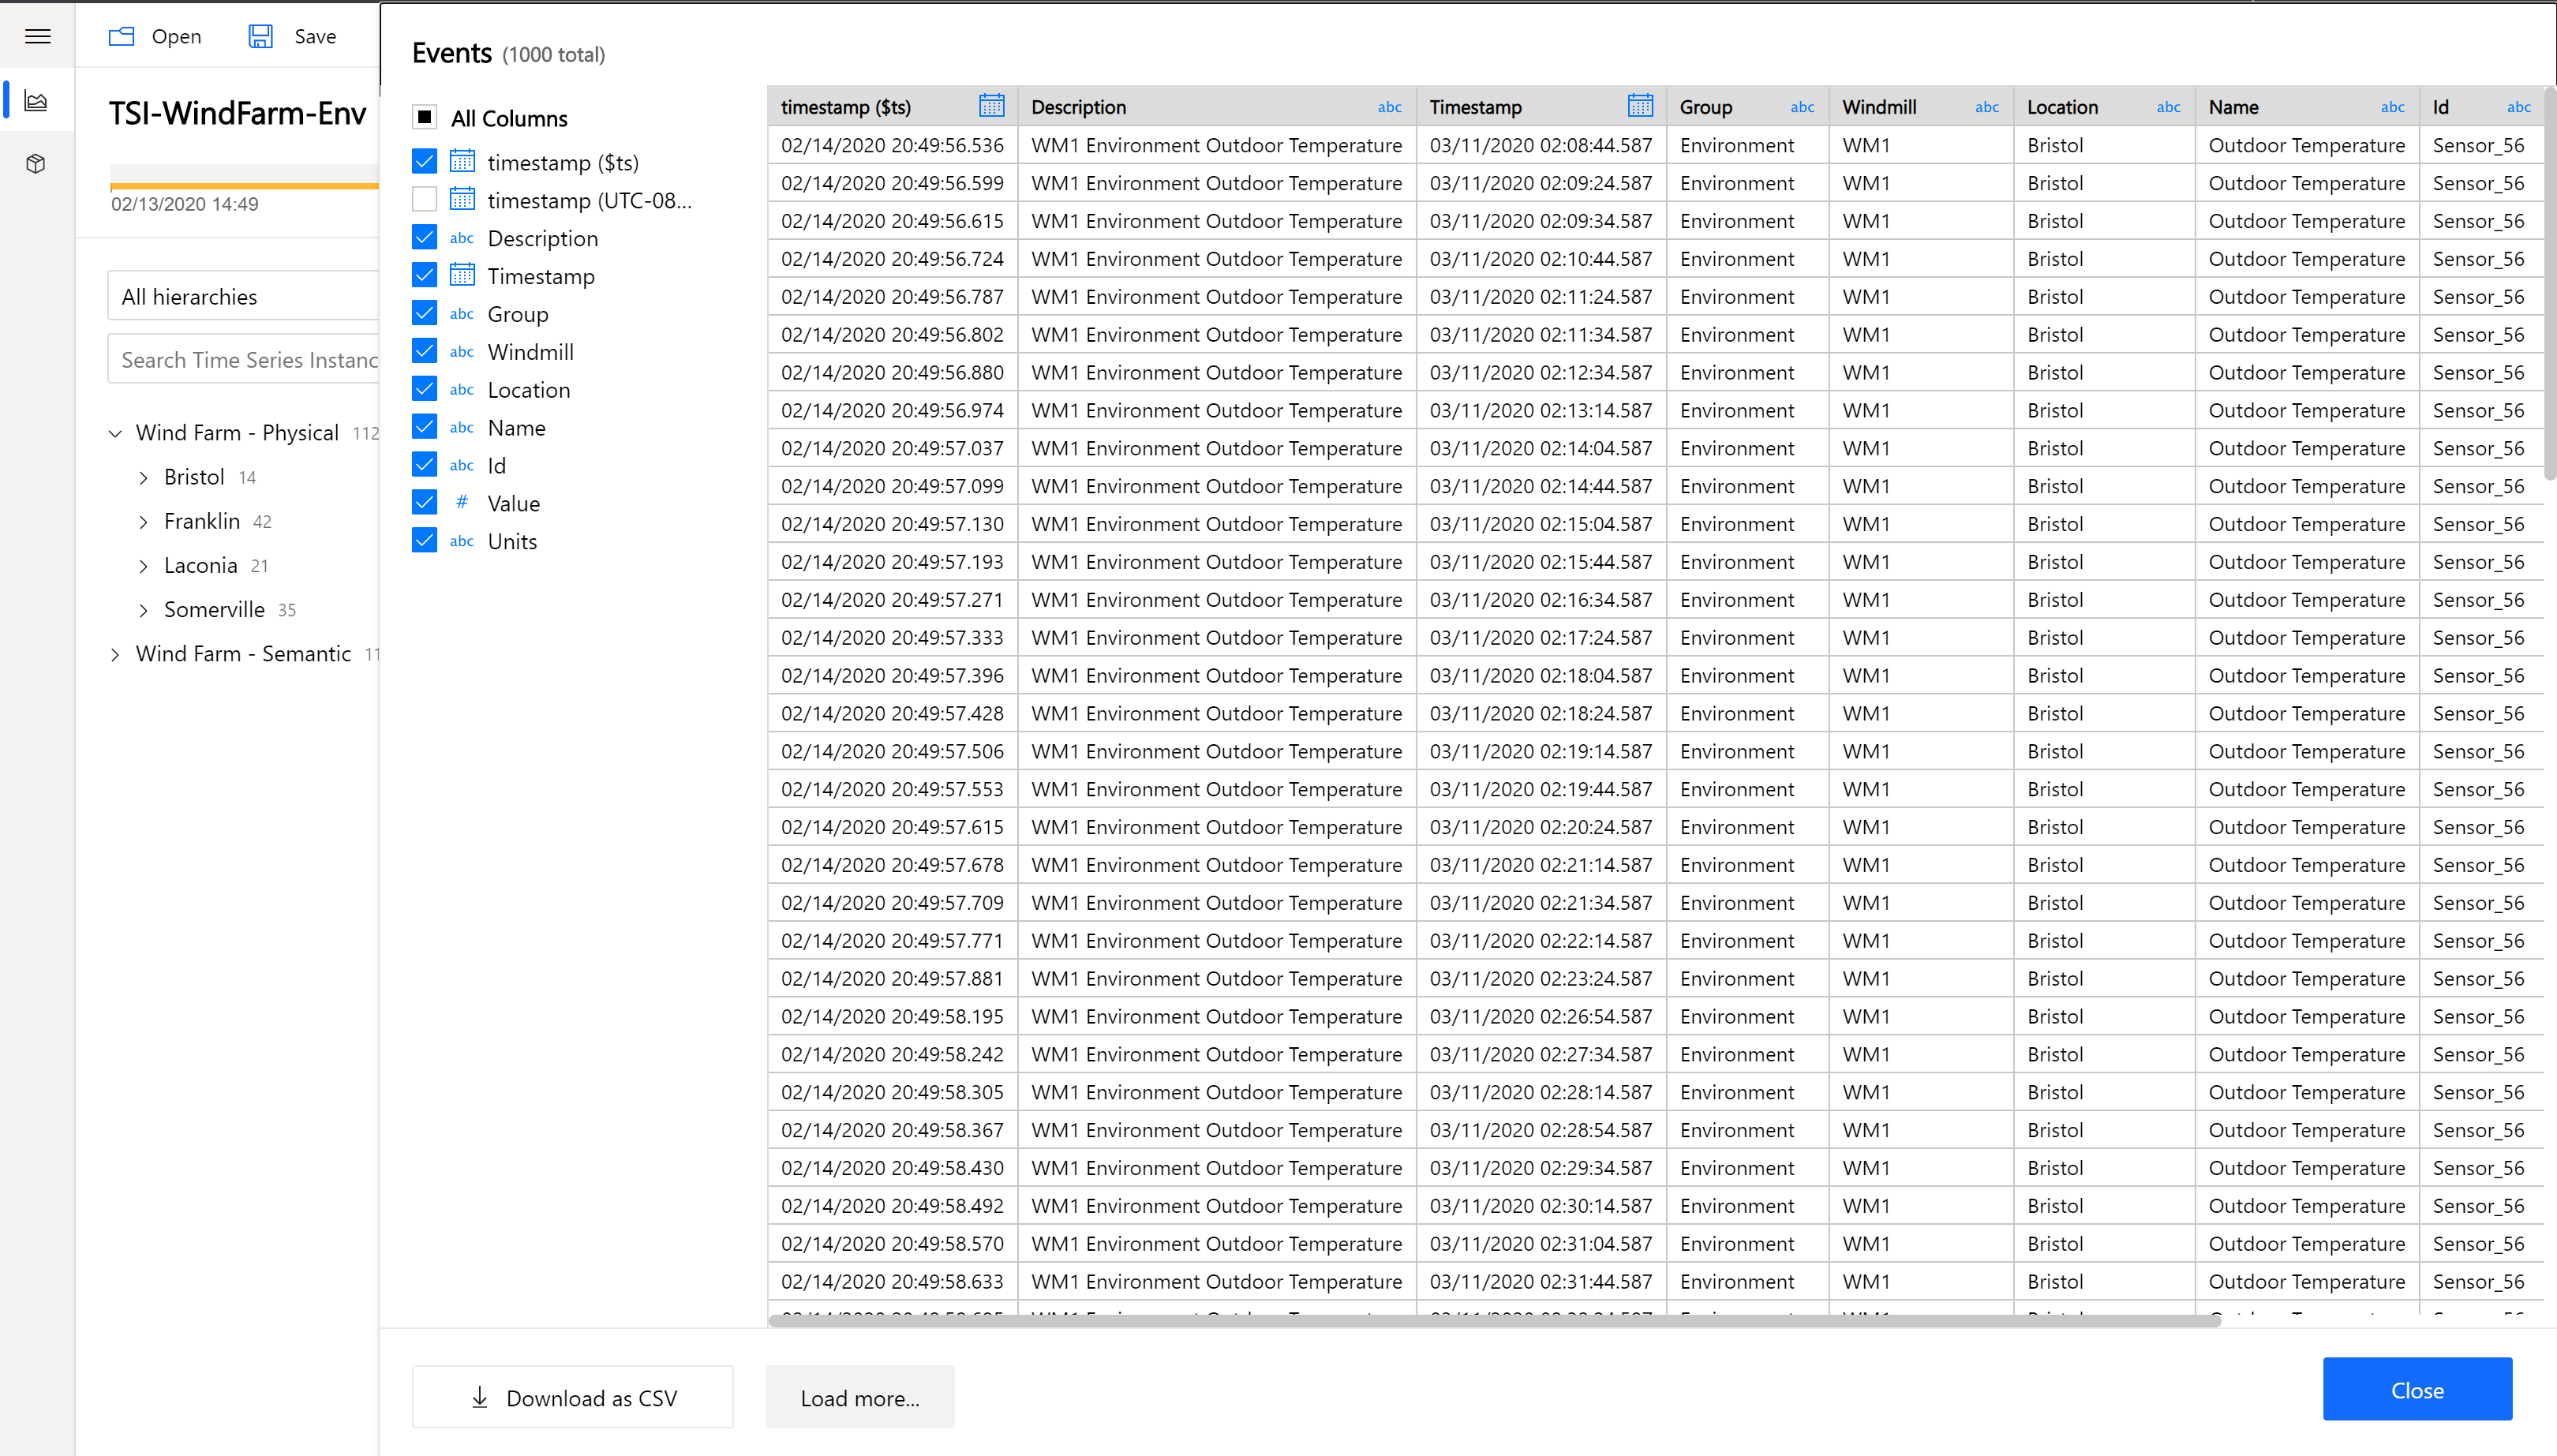 Open Save
TSI-WindFarm-Env
02/13/2020 14:49
All hierarchies
Search Time Series Instanc
Wind Farm - Physical 112
Bristol 14
Franklin 42
Laconia 21
Somerville 35
Wind Farm - Semantic 11
Events (1000 total)
All Columns
timestamp ($ts)
timestamp (UTC-08...
abc Description
Timestamp
abc Group
abc Windmill
abc Location
abc Name
abc Id
# Value
abc Units
timestamp ($ts) Description abc Timestamp Group abc Windmill abc Location abc Name abc Id abc
02/14/2020 20:49:56.536 WM1 Environment Outdoor Temperature 03/11/2020 02:08:44.587 Environment WM1 Bristol Outdoor Temperature Sensor_56
02/14/2020 20:49:56.599 WM1 Environment Outdoor Temperature 03/11/2020 02:09:24.587 Environment WM1 Bristol Outdoor Temperature Sensor_56
02/14/2020 20:49:56.615 WM1 Environment Outdoor Temperature 03/11/2020 02:09:34.587 Environment WM1 Bristol Outdoor Temperature Sensor_56
02/14/2020 20:49:56.724 WM1 Environment Outdoor Temperature 03/11/2020 02:10:44.587 Environment WM1 Bristol Outdoor Temperature Sensor_56
02/14/2020 20:49:56.787 WM1 Environment Outdoor Temperature 03/11/2020 02:11:24.587 Environment WM1 Bristol Outdoor Temperature Sensor_56
02/14/2020 20:49:56.802 WM1 Environment Outdoor Temperature 03/11/2020 02:11:34.587 Environment WM1 Bristol Outdoor Temperature Sensor_56
02/14/2020 20:49:56.880 WM1 Environment Outdoor Temperature 03/11/2020 02:12:34.587 Environment WM1 Bristol Outdoor Temperature Sensor_56
02/14/2020 20:49:56.974 WM1 Environment Outdoor Temperature 03/11/2020 02:13:14.587 Environment WM1 Bristol Outdoor Temperature Sensor_56
02/14/2020 20:49:57.037 WM1 Environment Outdoor Temperature 03/11/2020 02:14:04.587 Environment WM1 Bristol Outdoor Temperature Sensor_56
02/14/2020 20:49:57.099 WM1 Environment Outdoor Temperature 03/11/2020 02:14:44.587 Environment WM1 Bristol Outdoor Temperature Sensor_56
02/14/2020 20:49:57.130 WM1 Environment Outdoor Temperature 03/11/2020 02:15:04.587 Environment WM1 Bristol Outdoor Temperature Sensor_56
02/14/2020 20:49:57.193 WM1 Environment Outdoor Temperature 03/11/2020 02:15:44.587 Environment WM1 Bristol Outdoor Temperature Sensor_56
02/14/2020 20:49:57.271 WM1 Environment Outdoor Temperature 03/11/2020 02:16:34.587 Environment WM1 Bristol Outdoor Temperature Sensor_56
02/14/2020 20:49:57.333 WM1 Environment Outdoor Temperature 03/11/2020 02:17:24.587 Environment WM1 Bristol Outdoor Temperature Sensor_56
02/14/2020 20:49:57.396 WM1 Environment Outdoor Temperature 03/11/2020 02:18:04.587 Environment WM1 Bristol Outdoor Temperature Sensor_56
02/14/2020 20:49:57.428 WM1 Environment Outdoor Temperature 03/11/2020 02:18:24.587 Environment WM1 Bristol Outdoor Temperature Sensor_56
02/14/2020 20:49:57.506 WM1 Environment Outdoor Temperature 03/11/2020 02:19:14.587 Environment WM1 Bristol Outdoor Temperature Sensor_56
02/14/2020 20:49:57.553 WM1 Environment Outdoor Temperature 03/11/2020 02:19:44.587 Environment WM1 Bristol Outdoor Temperature Sensor_56
02/14/2020 20:49:57.615 WM1 Environment Outdoor Temperature 03/11/2020 02:20:24.587 Environment WM1 Bristol Outdoor Temperature Sensor_56
02/14/2020 20:49:57.678 WM1 Environment Outdoor Temperature 03/11/2020 02:21:14.587 Environment WM1 Bristol Outdoor Temperature Sensor_56
02/14/2020 20:49:57.709 WM1 Environment Outdoor Temperature 03/11/2020 02:21:34.587 Environment WM1 Bristol Outdoor Temperature Sensor_56
02/14/2020 20:49:57.771 WM1 Environment Outdoor Temperature 03/11/2020 02:22:14.587 Environment WM1 Bristol Outdoor Temperature Sensor_56
02/14/2020 20:49:57.881 WM1 Environment Outdoor Temperature 03/11/2020 02:23:24.587 Environment WM1 Bristol Outdoor Temperature Sensor_56
02/14/2020 20:49:58.195 WM1 Environment Outdoor Temperature 03/11/2020 02:26:54.587 Environment WM1 Bristol Outdoor Temperature Sensor_56
02/14/2020 20:49:58.242 WM1 Environment Outdoor Temperature 03/11/2020 02:27:34.587 Environment WM1 Bristol Outdoor Temperature Sensor_56
02/14/2020 20:49:58.305 WM1 Environment Outdoor Temperature 03/11/2020 02:28:14.587 Environment WM1 Bristol Outdoor Temperature Sensor_56
02/14/2020 20:49:58.367 WM1 Environment Outdoor Temperature 03/11/2020 02:28:54.587 Environment WM1 Bristol Outdoor Temperature Sensor_56
02/14/2020 20:49:58.430 WM1 Environment Outdoor Temperature 03/11/2020 02:29:34.587 Environment WM1 Bristol Outdoor Temperature Sensor_56
02/14/2020 20:49:58.492 WM1 Environment Outdoor Temperature 03/11/2020 02:30:14.587 Environment WM1 Bristol Outdoor Temperature Sensor_56
02/14/2020 20:49:58.570 WM1 Environment Outdoor Temperature 03/11/2020 02:31:04.587 Environment WM1 Bristol Outdoor Temperature Sensor_56
02/14/2020 20:49:58.633 WM1 Environment Outdoor Temperature 03/11/2020 02:31:44.587 Environment WM1 Bristol Outdoor Temperature Sensor_56
Download as CSV
Load more...
Close